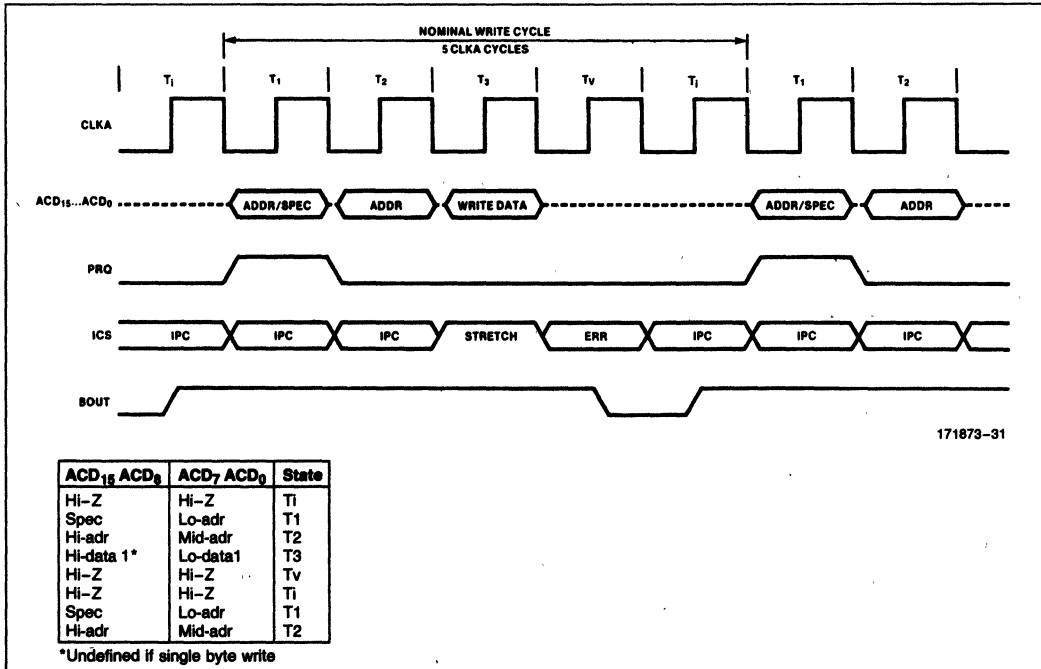 NOMINAL WRITE CYCLE
5 CLKA CYCLES
Ti T1 T2 T3 TV Ti T1 T2
CLKA
ACD15...ACD0 ADDR/SPEC ADDR WRITE DATA ADDR/SPEC ADDR
PRQ
ICS IPC IPC IPC STRETCH ERR IPC IPC IPC
BOUT
171873-31
ACD15 ACD8 ACD7 ACD0 State
Hi-Z Hi-Z Ti
Spec Lo-adr T1
Hi-adr Mid-adr T2
Hi-data 1* Lo-data1 T3
Hi-Z Hi-Z Tv
Hi-Z Hi-Z Ti
Spec Lo-adr T1
Hi-adr Mid-adr T2
*Undefined if single byte write